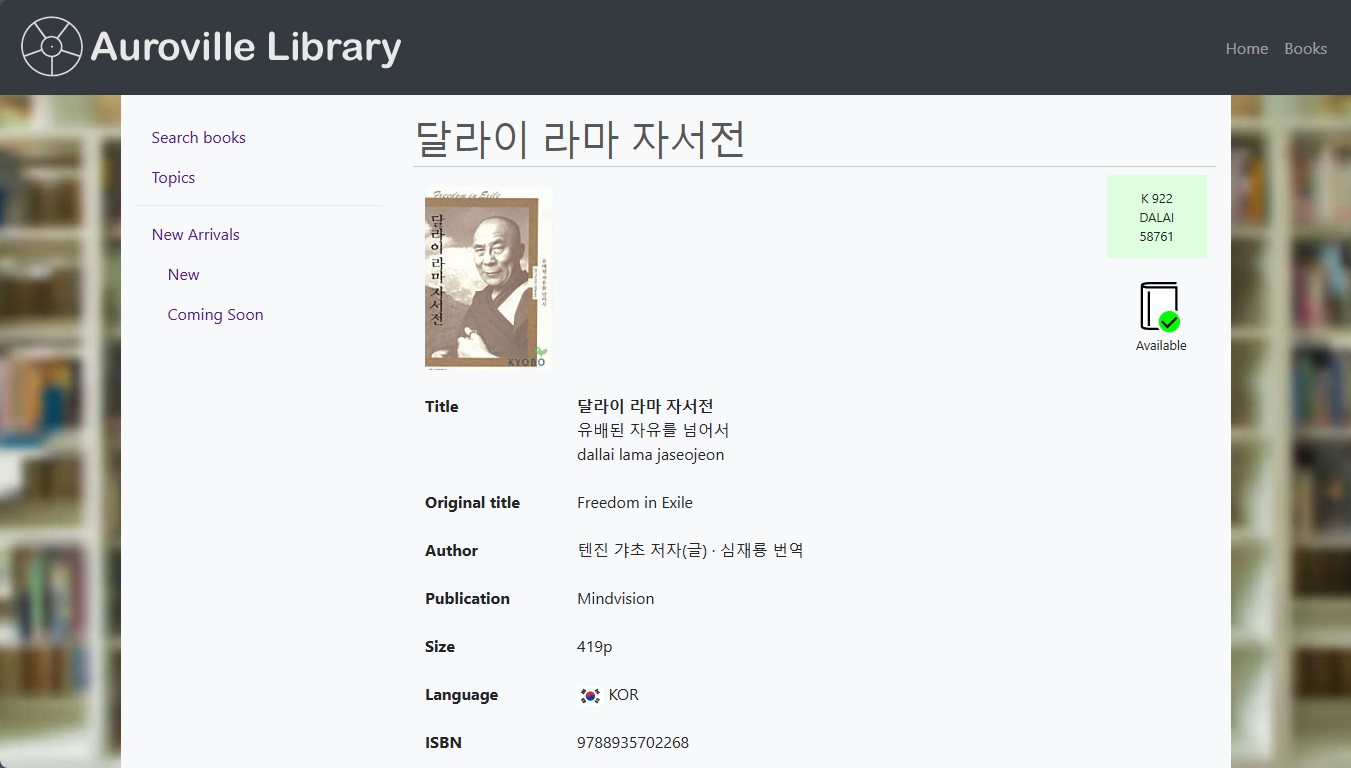 Auroville Library
Home
Books
Search books
Topics
New Arrivals
New
Coming Soon
달라이 라마 자서전
Freedom in Exile
달라이 라마 자서전
KYOBO
K 922
DALAI
58761
Available
Title
달라이 라마 자서전
유배된 자유를 넘어서
dallai lama jaseojeon
Original title
Freedom in Exile
Author
텐진 갸초 저자(글) · 심재룡 번역
Publication
Mindvision
Size
419p
Language
KOR
ISBN
9788935702268